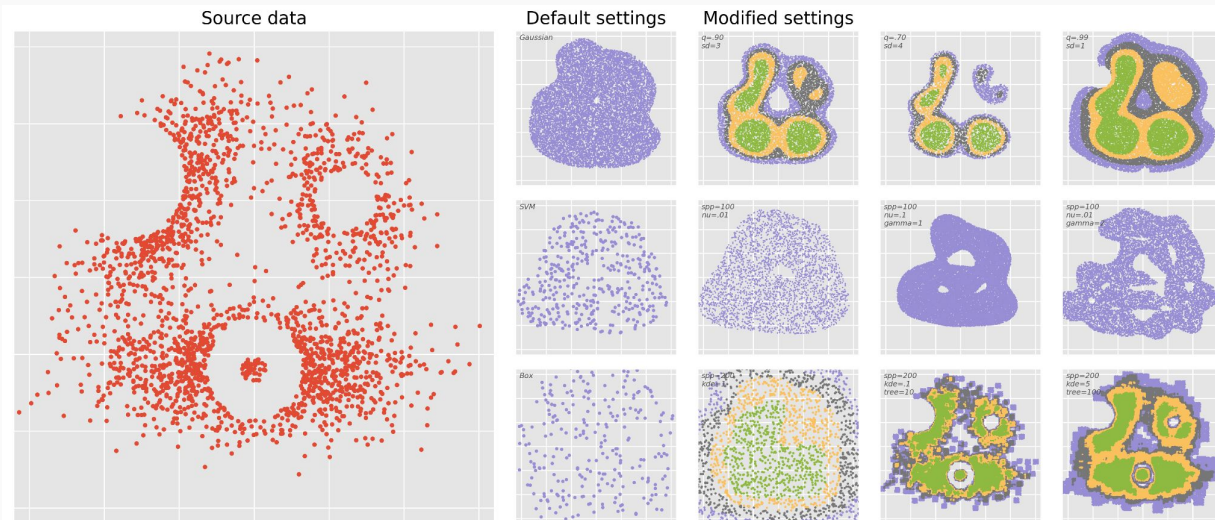 Source data
Default settings
Modified settings
Gaussian
q=.90
sd=3
q=.70
sd=4
q=.99
sd=1
SVM
spp=100
nu=.01
spp=100
nu=.1
gamma=1
spp=100
nu=.01
Box
spp=200
spp=200
kde=.1
tree=10
spp=200
kde=5
tree=100